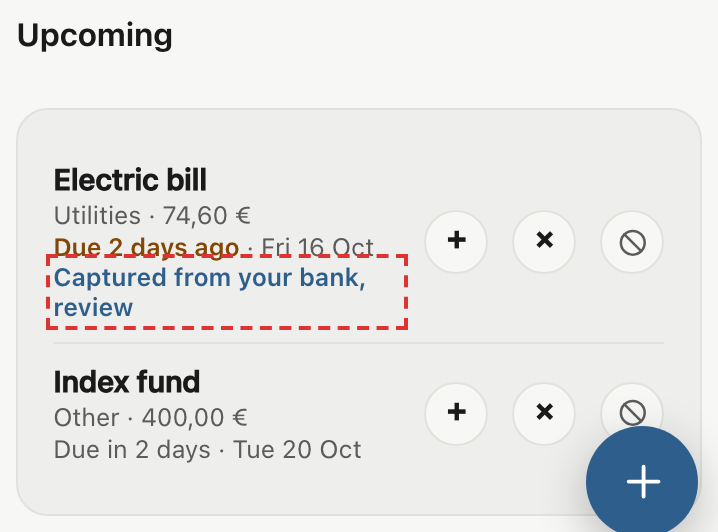 Upcoming
Electric bill
Utilities · 74,60 €
Due 2 days ago · Fri 16 Oct
Captured from your bank,
review
Index fund
Other · 400,00 €
Due in 2 days · Tue 20 Oct